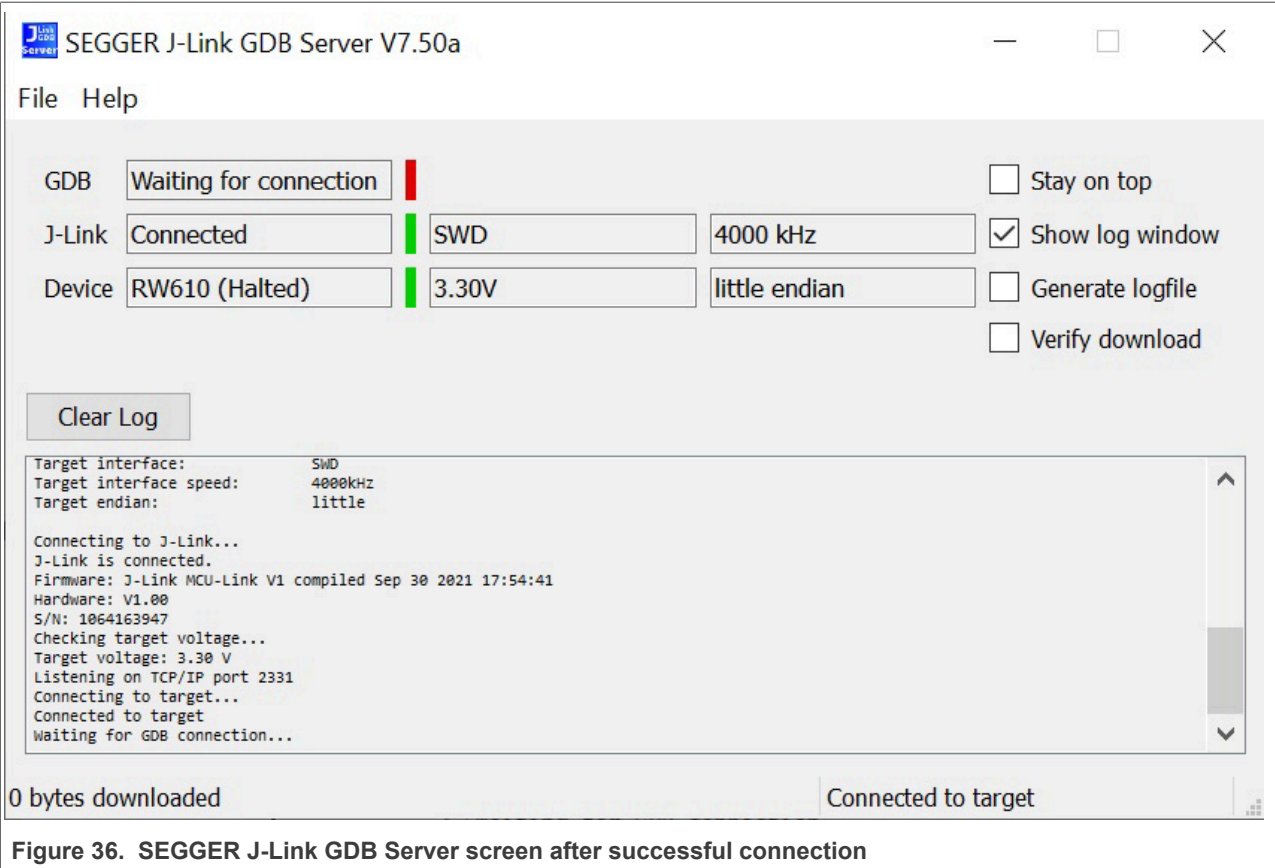 SEGGER J-Link GDB Server V7.50a
File Help
GDB Waiting for connection Stay on top
J-Link Connected SWD 4000 kHz Show log window
Device RW610 (Halted) 3.30V little endian Generate logfile
Verify download
Clear Log
Target interface: SWD
Target interface speed: 4000kHz
Target endian: little
Connecting to J-Link...
J-Link is connected.
Firmware: J-Link MCU-Link V1 compiled Sep 30 2021 17:54:41
Hardware: V1.00
S/N: 1064163947
Checking target voltage...
Target voltage: 3.30 V
Listening on TCP/IP port 2331
Connecting to target...
Connected to target
Waiting for GDB connection...
0 bytes downloaded Connected to target
Figure 36. SEGGER J-Link GDB Server screen after successful connection